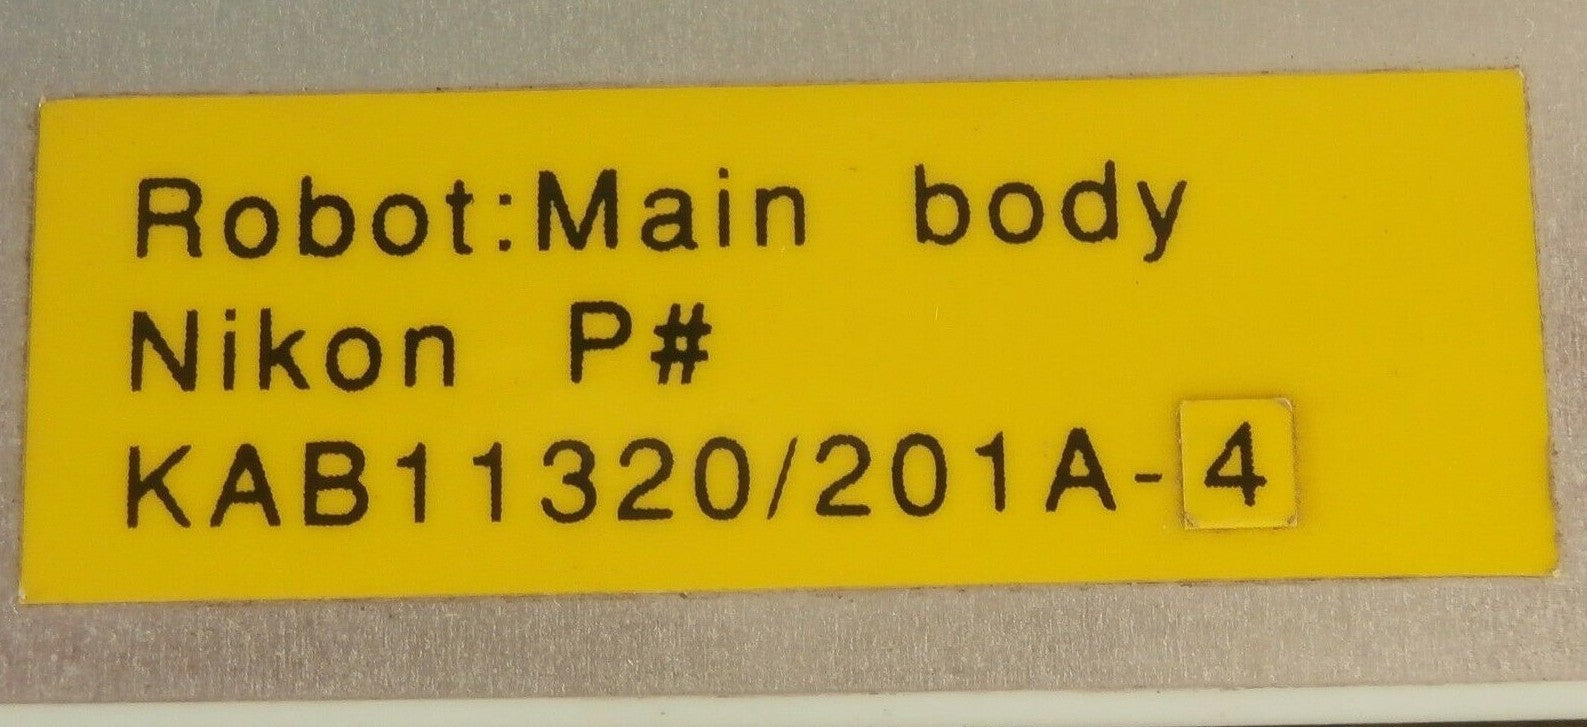 Robot:Main body
Nikon P#
KAB11320/201A-4